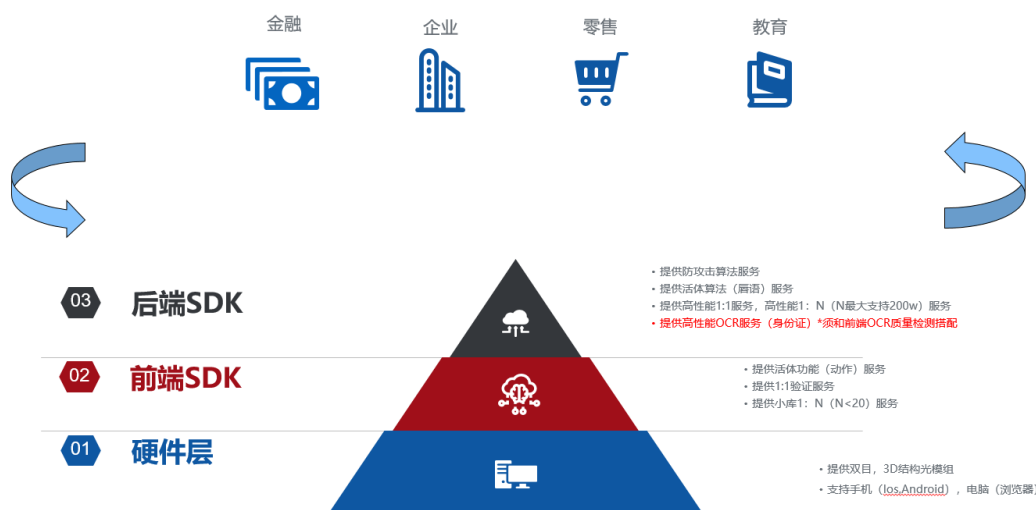 金融
企业
零售
教育
03
后端SDK
• 提供防攻击算法服务
• 提供活体算法（唇语）服务
• 提供高性能1:1服务，高性能1：N（N最大支持200w）服务
• 提供高性能OCR服务（身份证）*须和前端OCR质量检测搭配
02
前端SDK
• 提供活体功能（动作）服务
• 提供1:1验证服务
• 提供小库1：N（N<20）服务
01
硬件层
• 提供双目，3D结构光模组
• 支持手机（Ios,Android），电脑（浏览器）